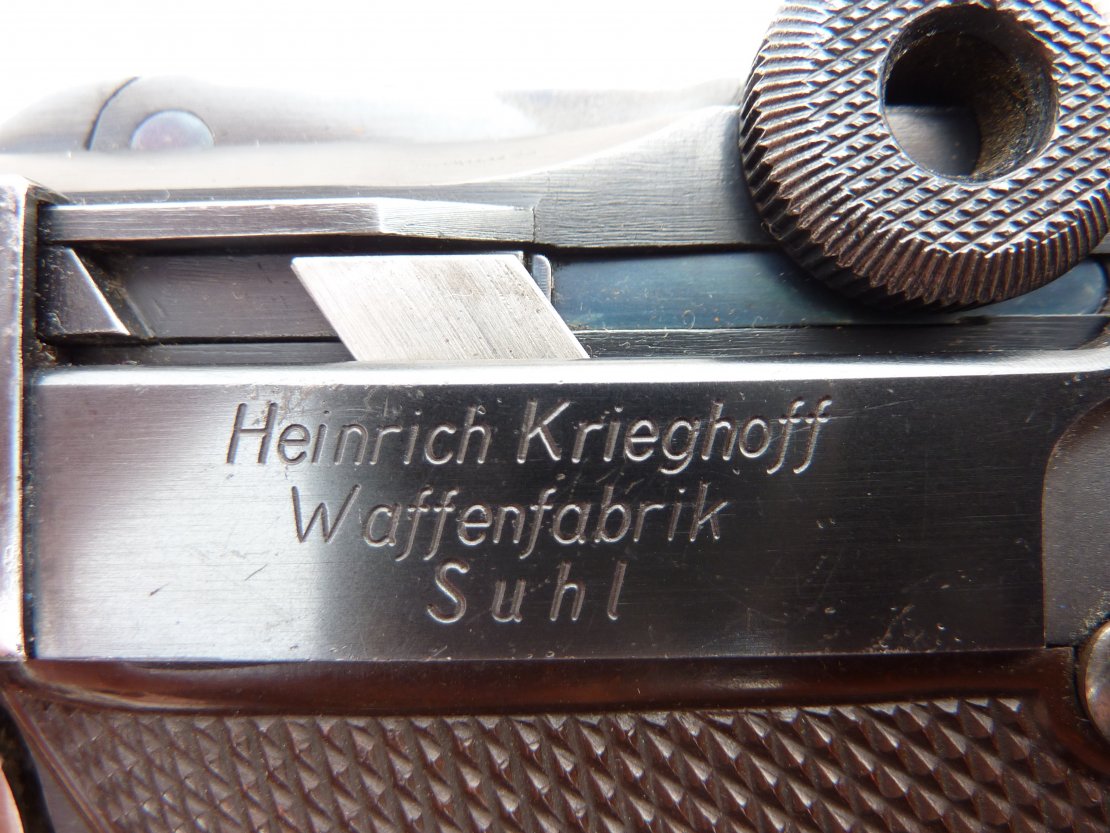 Heinrich Krieghoff
Waffenfabrik
Suhl